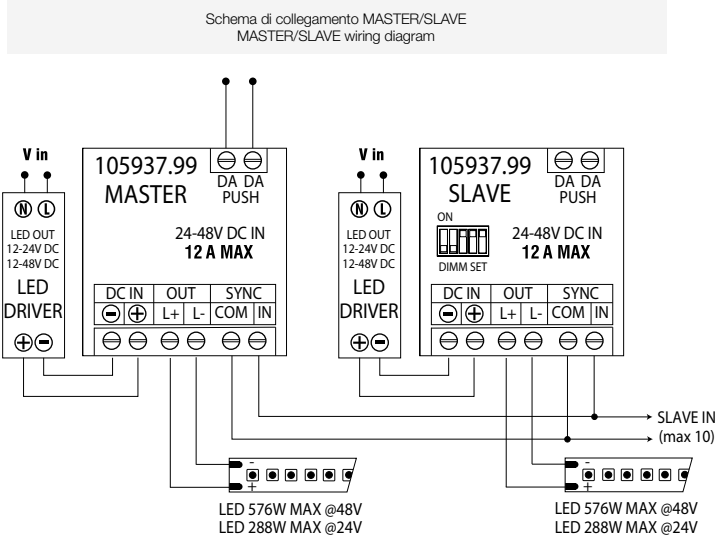 Schema di collegamento MASTER/SLAVE
MASTER/SLAVE wiring diagram
V in
N L
LED OUT
12-24V DC
12-48V DC
LED
DRIVER
+ -
105937.99
MASTER
DA DA
PUSH
24-48V DC IN
12 A MAX
DC IN OUT SYNC
- + L+ L- COM IN
V in
N L
LED OUT
12-24V DC
12-48V DC
LED
DRIVER
+ -
105937.99
SLAVE
DA DA
PUSH
ON
DIMM SET
24-48V DC IN
12 A MAX
DC IN OUT SYNC
- + L+ L- COM IN
SLAVE IN
(max 10)
-
+
LED 576W MAX @48V
LED 288W MAX @24V
-
+
LED 576W MAX @48V
LED 288W MAX @24V